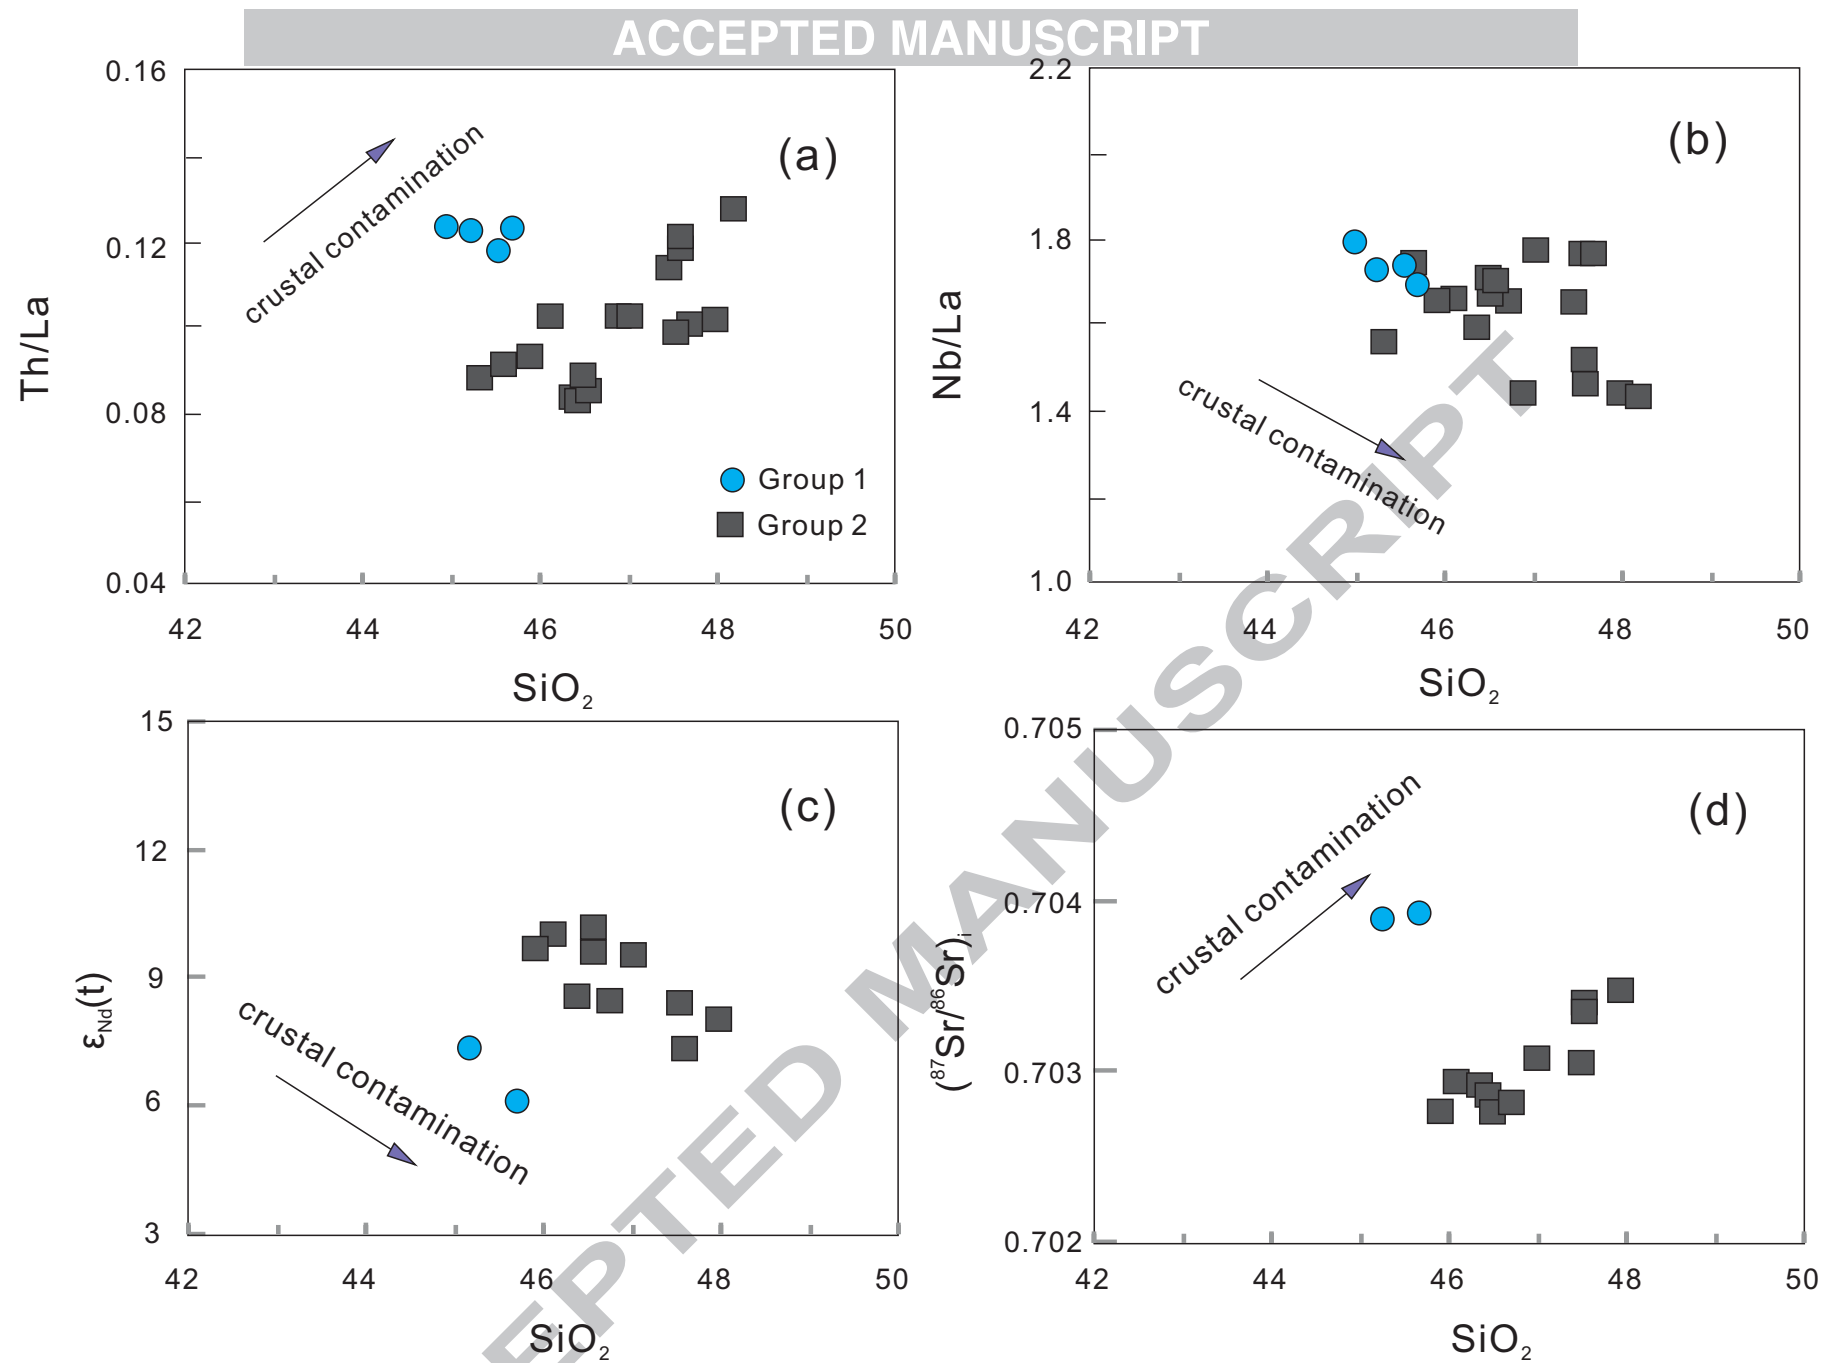 ACCEPTED MANUSCRIPT
0.16
0.12
0.08
0.04
Th/La
crustal contamination
(a)
Group 1
Group 2
42 44 46 48 50
SiO₂
2.2
1.8
1.4
1.0
Nb/La
crustal contamination
(b)
42 44 46 48 50
SiO₂
15
12
9
6
3
εNd(t)
crustal contamination
(c)
42 44 46 48 50
SiO₂
0.705
0.704
0.703
0.702
(⁸⁷Sr/⁸⁶Sr)ᵢ
crustal contamination
(d)
42 44 46 48 50
SiO₂
EPTED MANUSCRIPT